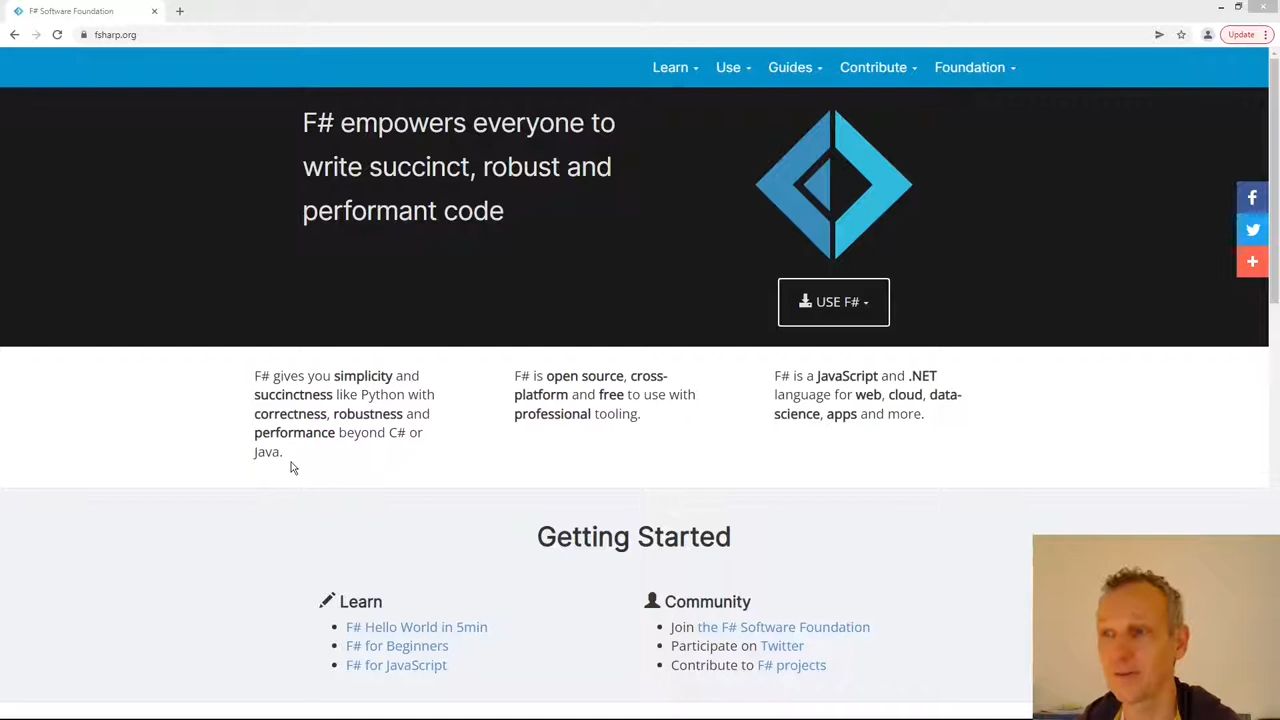 F# Software Foundation
fsharp.org
Update
Learn
Use
Guides
Contribute
Foundation
F# empowers everyone to
write succinct, robust and
performant code
USE F#
F# gives you simplicity and
succinctness like Python with
correctness, robustness and
performance beyond C# or
Java.
F# is open source, cross-
platform and free to use with
professional tooling.
F# is a JavaScript and .NET
language for web, cloud, data-
science, apps and more.
Getting Started
Learn
F# Hello World in 5min
F# for Beginners
F# for JavaScript
Community
Join the F# Software Foundation
Participate on Twitter
Contribute to F# projects